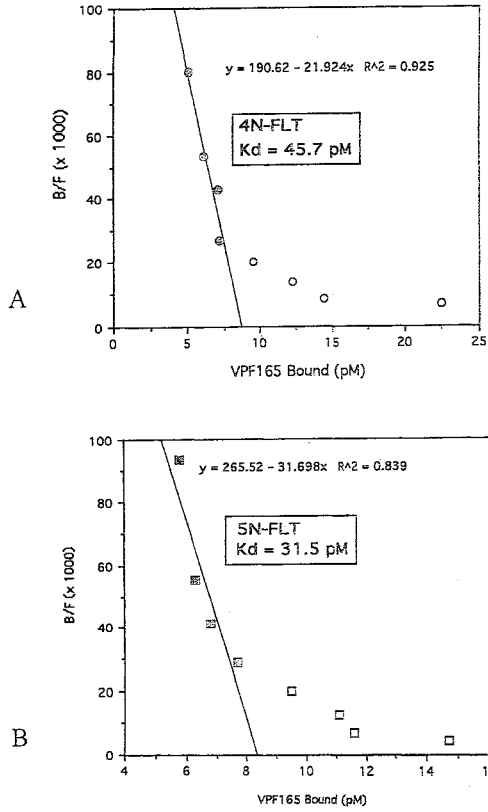 100
y = 190.62 - 21.924x R^2 = 0.925
80
4N-FLT
Kd = 45.7 pM
60
B/F (x 1000)
40
20
0
0 5 10 15 20 25
VPF165 Bound (pM)
A
100
y = 265.52 - 31.698x R^2 = 0.839
80
5N-FLT
Kd = 31.5 pM
60
B/F (x 1000)
40
20
0
4 6 8 10 12 14 16
VPF165 Bound (pM)
B